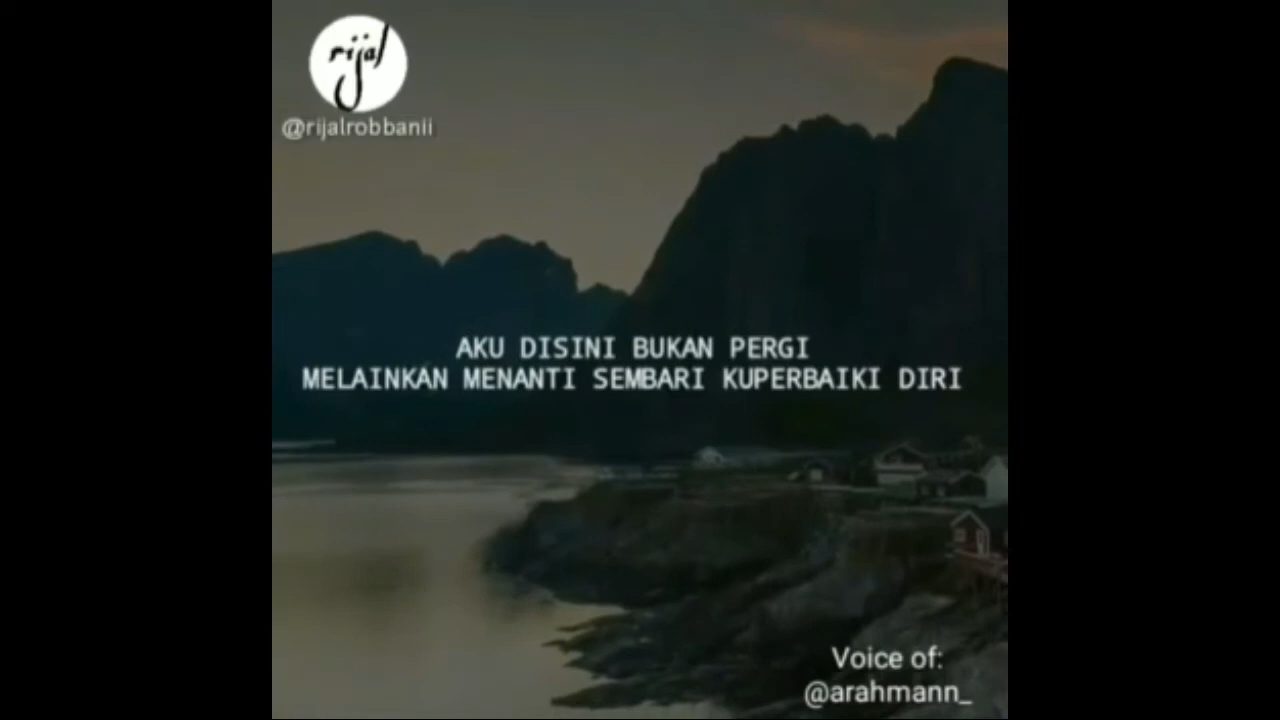 rijal
@rijalrobbanii
AKU DISINI BUKAN PERGI
MELAINKAN MENANTI SEMBARI KUPERBAIKI DIRI
Voice of:
@arahmann_